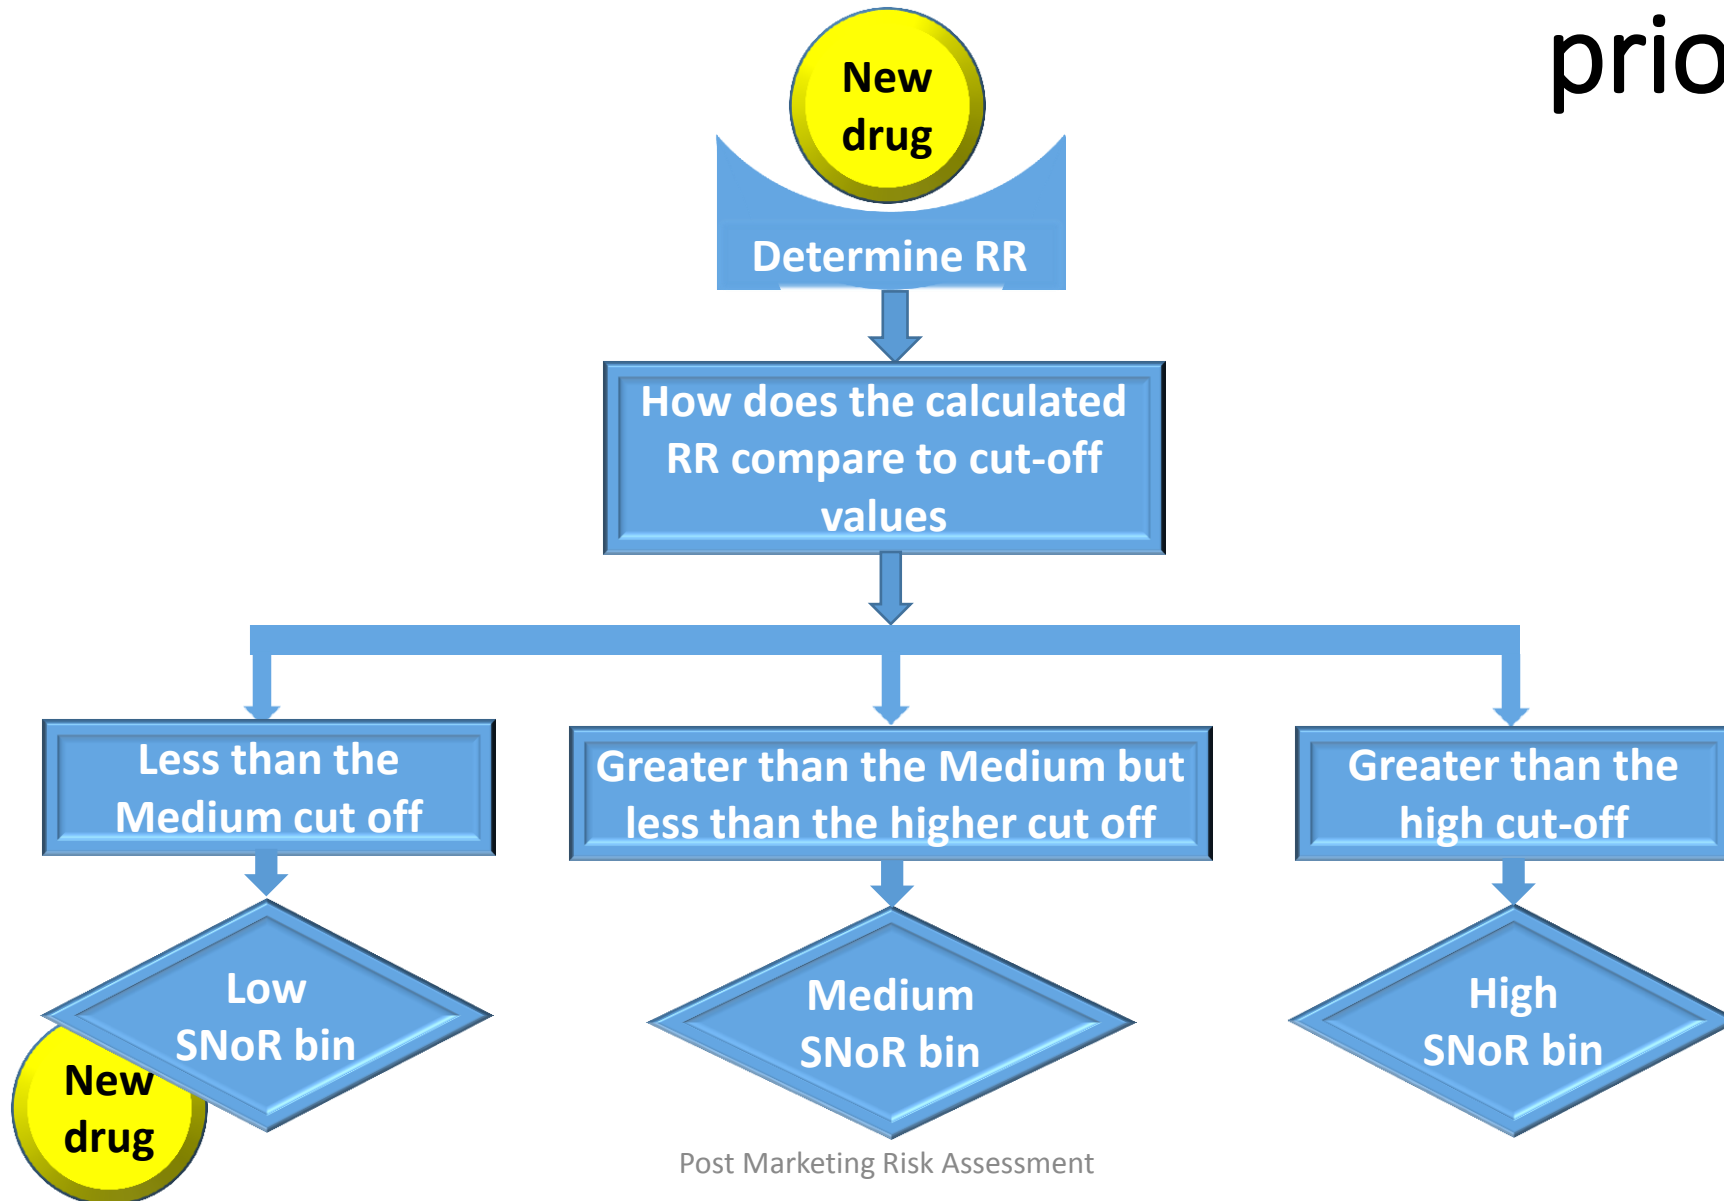 prio
New
drug
Determine RR
How does the calculated
RR compare to cut-off
values
Less than the
Medium cut off
Greater than the Medium but
less than the higher cut off
Greater than the
high cut-off
Low
SNoR bin
Medium
SNoR bin
High
SNoR bin
New
drug
Post Marketing Risk Assessment